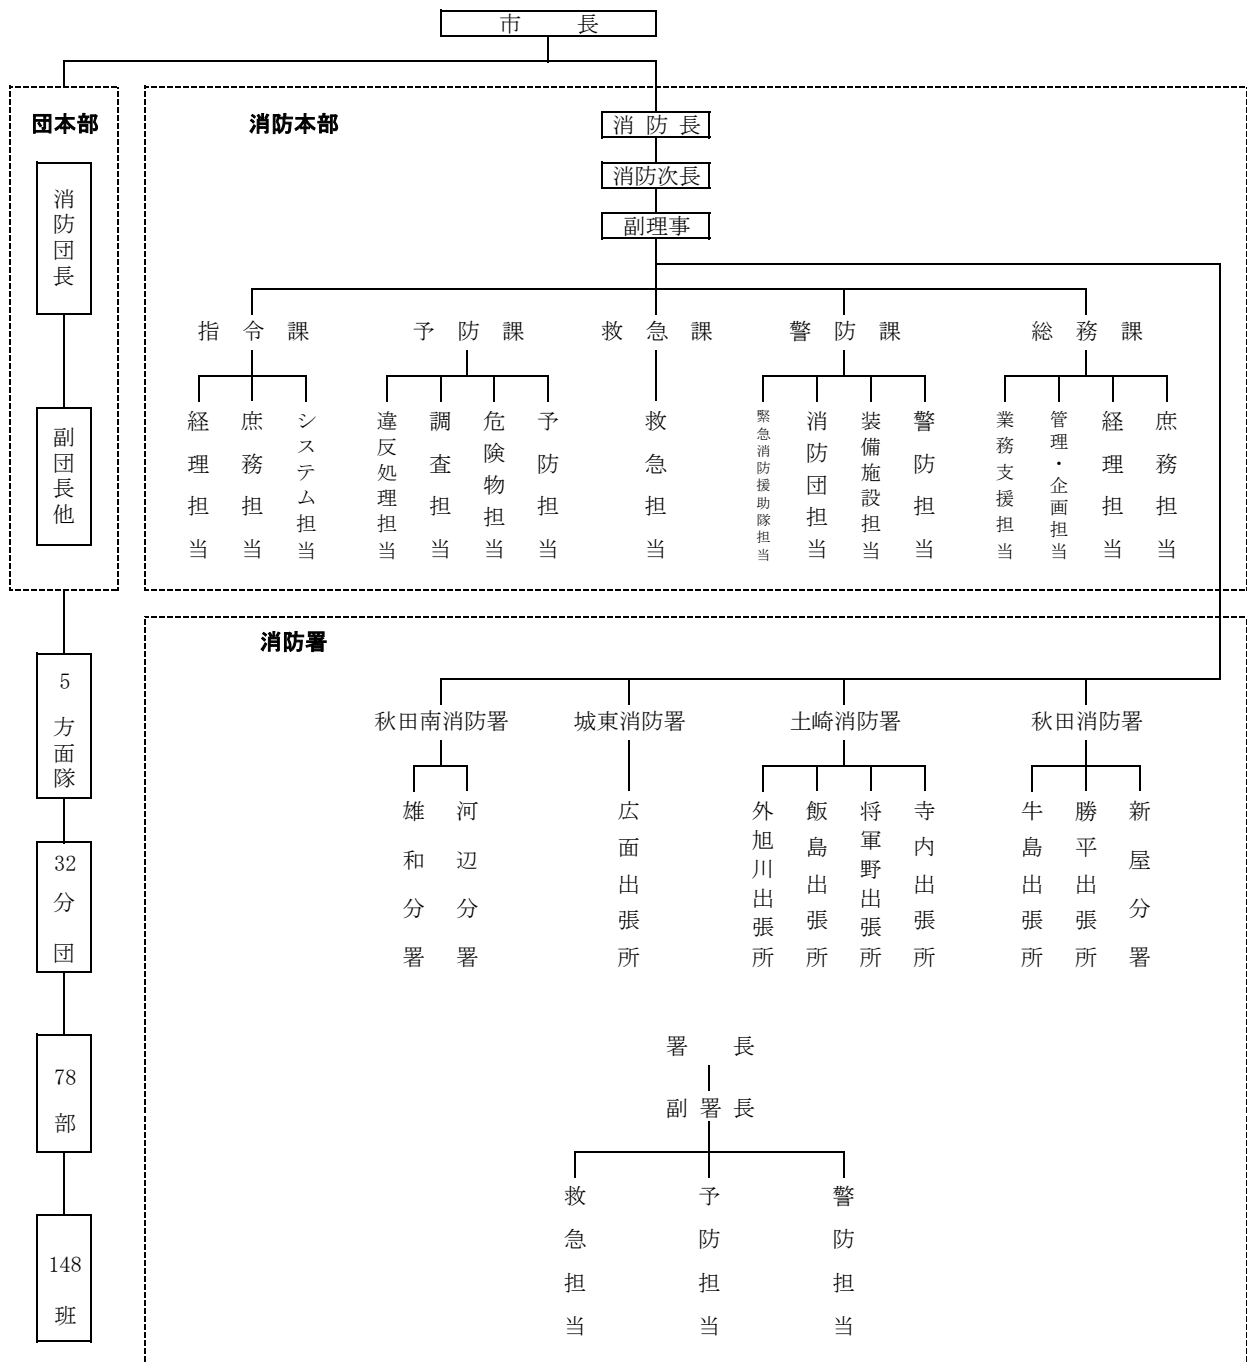 市　長
団本部
消防団長
副団長他
5方面隊
32分団
78部
148班
消防本部
消防長
消防次長
副理事
指令課
予防課
救急課
警防課
総務課
経理担当
庶務担当
システム担当
違反処理担当
調査担当
危険物担当
予防担当
救急担当
緊急消防援助隊担当
消防団担当
装備施設担当
警防担当
業務支援担当
管理・企画担当
経理担当
庶務担当
消防署
秋田南消防署
城東消防署
土崎消防署
秋田消防署
雄和分署
河辺分署
広面出張所
外旭川出張所
飯島出張所
将軍野出張所
寺内出張所
牛島出張所
勝平出張所
新屋分署
署　長
副署長
救急担当
予防担当
警防担当